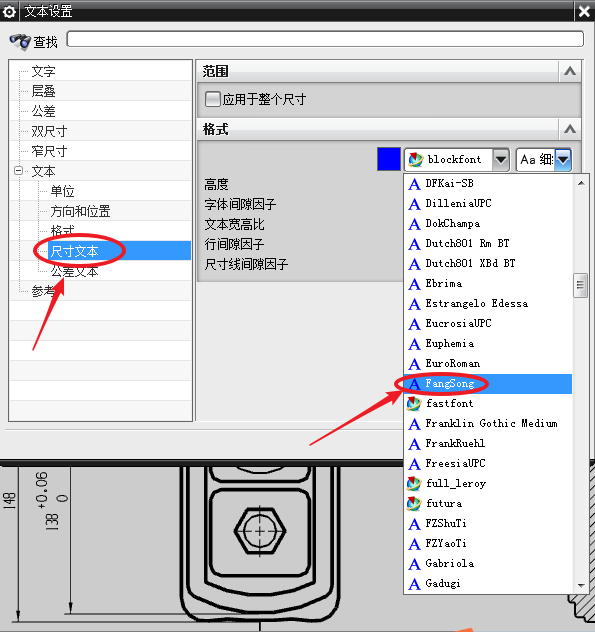 文本设置
查找
文字
层叠
公差
双尺寸
窄尺寸
文本
单位
方向和位置
格式
尺寸文本
公差文本
参考
范围
应用于整个尺寸
格式
blockfont
Aa 细
高度
字体间隙因子
文本宽高比
行间隙因子
尺寸线间隙因子
DFKai-SB
DilleniaUPC
DokChampa
Dutch801 Rm BT
Dutch801 XBd BT
Ebrima
Estrangelo Edessa
EucrosiaUPC
Euphemia
EuroRoman
FangSong
fastfont
Franklin Gothic Medium
FrankRuehl
FreesiaUPC
full_leroy
futura
FZShuTi
FZYaoTi
Gabriola
Gadugi
148
138 +0.06
0